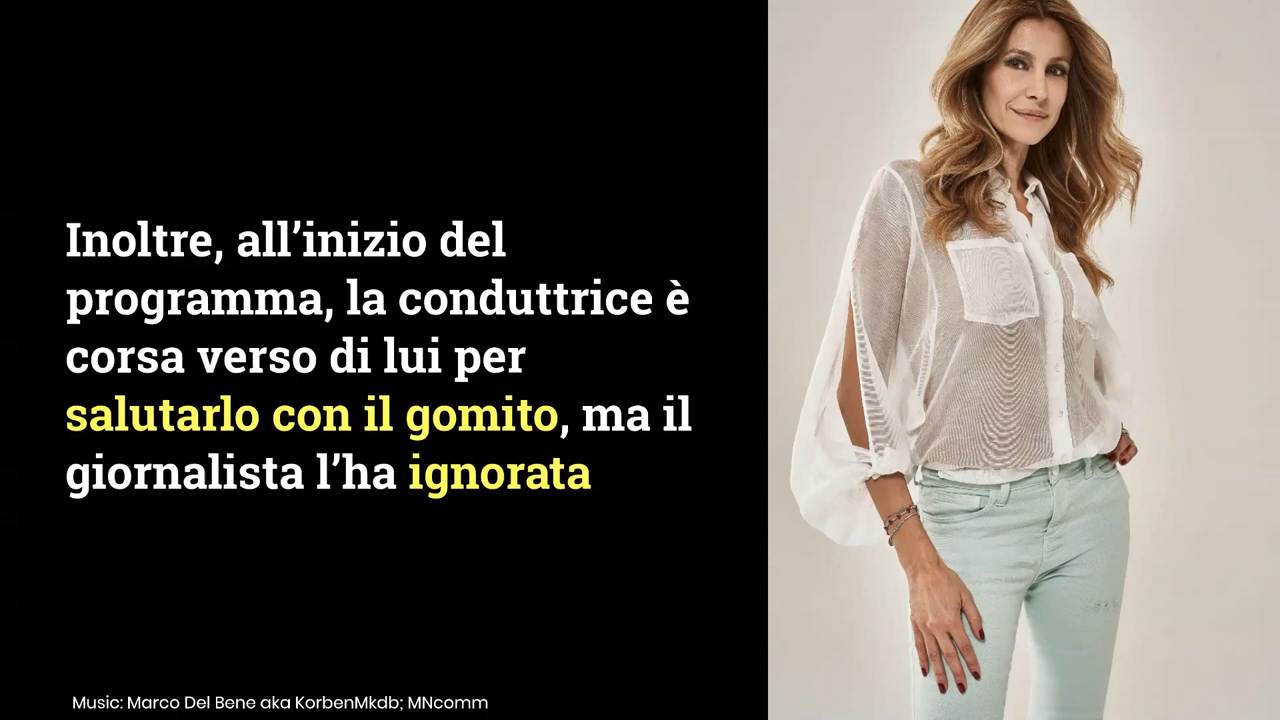 Inoltre, all’inizio del
programma, la conduttrice è
corsa verso di lui per
salutarlo con il gomito, ma il
giornalista l’ha ignorata
Music: Marco Del Bene aka KorbenMkdb; MNcomm